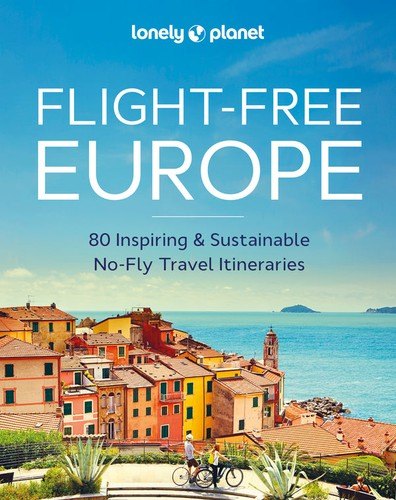 lonely planet
FLIGHT-FREE
EUROPE
80 Inspiring & Sustainable
No-Fly Travel Itineraries